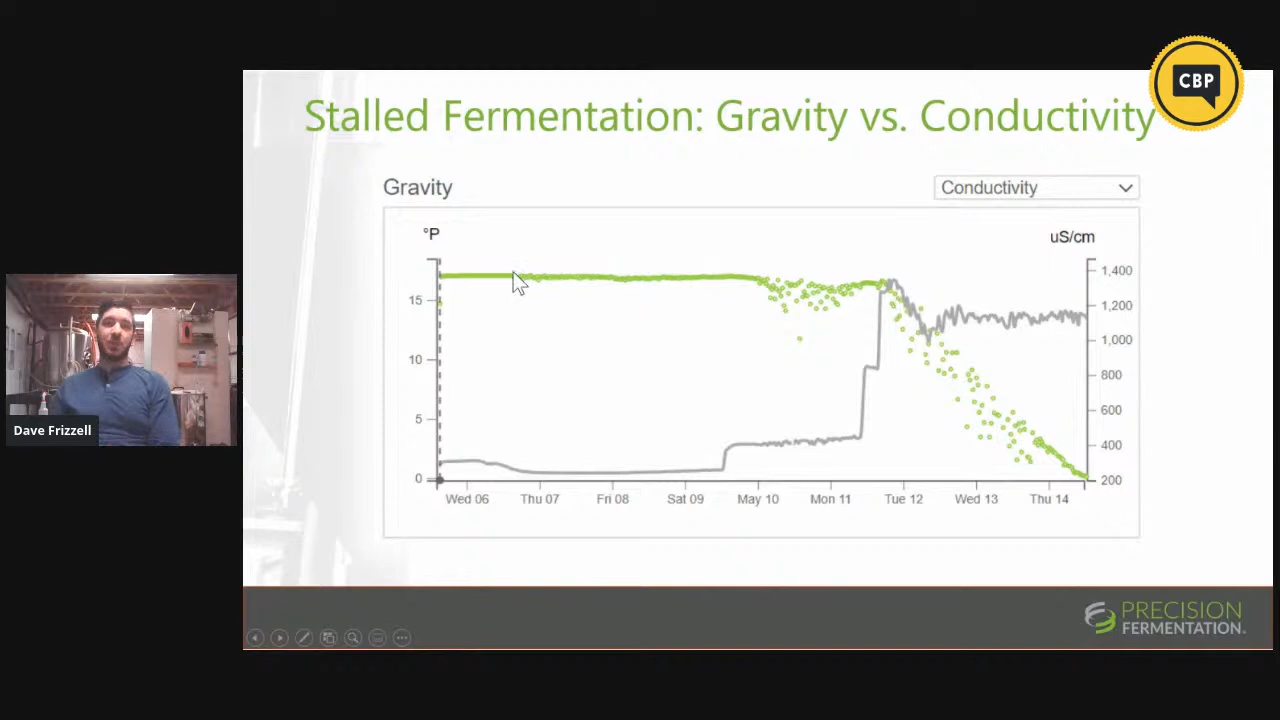 CBP
Stalled Fermentation: Gravity vs. Conductivity
Gravity
Conductivity
°P
uS/cm
15
10
5
0
1,400
1,200
1,000
800
600
400
200
Wed 06
Thu 07
Fri 08
Sat 09
May 10
Mon 11
Tue 12
Wed 13
Thu 14
Dave Frizzell
PRECISION
FERMENTATION.